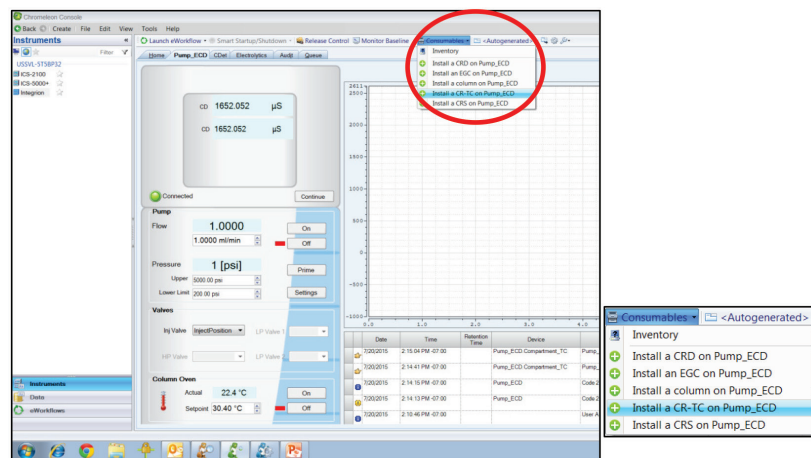 Chromeleon Console
Back Create File Edit View Tools Help
Instruments
Filter
USSVL-STSBP32
ICS-2100
ICS-5000+
Integrion
Instruments
Data
eWorkflows
Launch eWorkflow Smart Startup/Shutdown Release Control Monitor Baseline Consumables <Autogenerated>
Home Pump_ECD CDet Electrolytics Audit Queue
Inventory
Install a CRD on Pump_ECD
Install an EGC on Pump_ECD
Install a column on Pump_ECD
Install a CR-TC on Pump_ECD
Install a CRS on Pump_ECD
CD 1652.052 µS
CD 1652.052 µS
Connected Continue
Pump
Flow 1.0000 On
1.0000 ml/min Off
Pressure 1 [psi] Prime
Upper 5000.00 psi
Lower Limit 200.00 psi Settings
Valves
Inj Valve InjectPosition LP Valve 1
HP Valve LP Valve
Column Oven
Actual 22.4 °C On
Setpoint 30.40 °C Off
2811
2500
1500
1000
500
0
-500
-1000
0.0 1.0 2.0 3.0 4.0
Date Time Retention Time Device
7/20/2015 2:15:04 PM -07:00 Pump_ECD.Compartment_TC Pump_
7/20/2015 2:14:41 PM -07:00 Pump_ECD.Compartment_TC Pump_
7/20/2015 2:14:15 PM -07:00 Pump_ECD Code 2
7/20/2015 2:14:13 PM -07:00 Pump_ECD Code 2
7/20/2015 2:10:46 PM -07:00 User A
Consumables <Autogenerated>
Inventory
Install a CRD on Pump_ECD
Install an EGC on Pump_ECD
Install a column on Pump_ECD
Install a CR-TC on Pump_ECD
Install a CRS on Pump_ECD